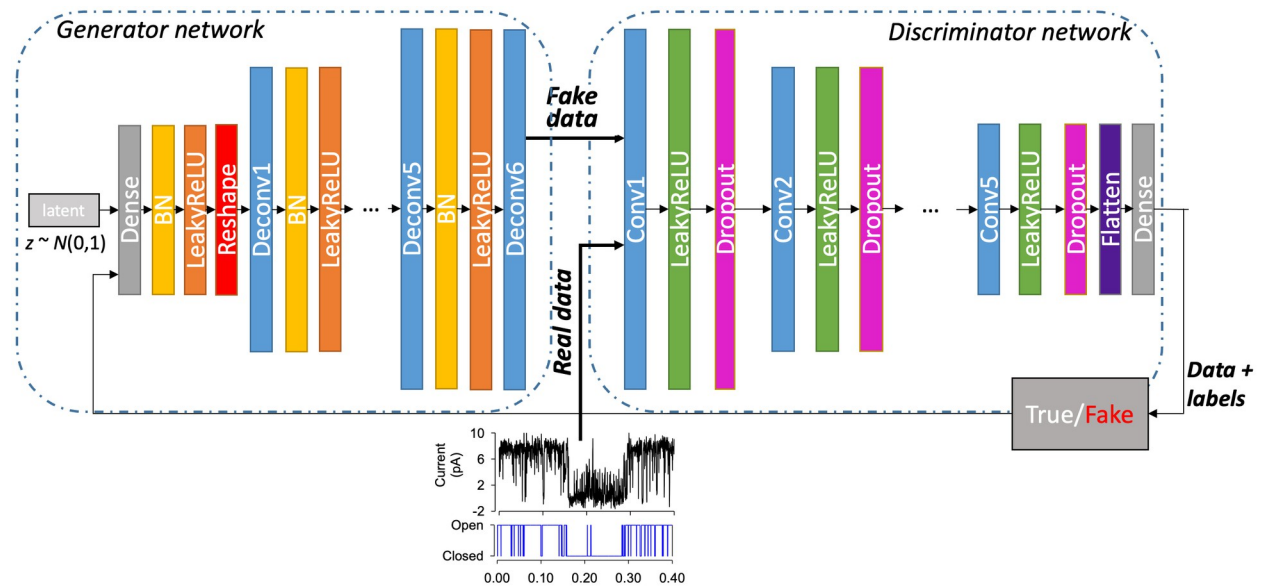 Generator network
Discriminator network
latent
z ~ N(0,1)
Dense
BN
LeakyReLU
Reshape
Deconv1
BN
LeakyReLU
...
Deconv5
BN
LeakyReLU
Deconv6
Fake
data
Real data
Conv1
LeakyReLU
Dropout
Conv2
LeakyReLU
Dropout
...
Conv5
LeakyReLU
Dropout
Flatten
Dense
Data +
labels
True/Fake
Current
(pA)
10
6
2
-2
Open
Closed
0.00 0.10 0.20 0.30 0.40